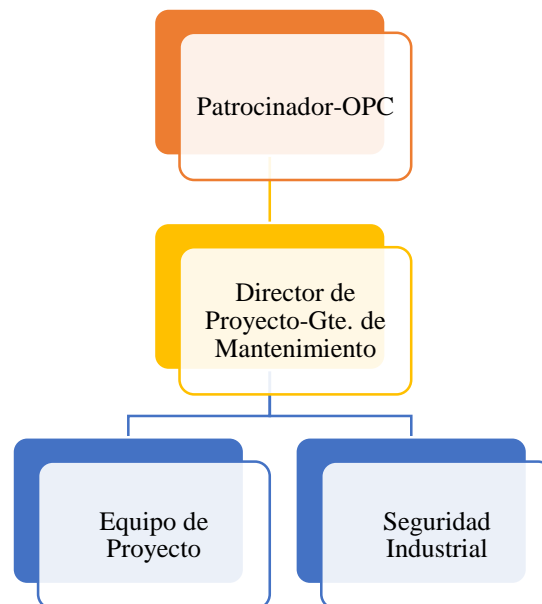 Patrocinador-OPC
Director de
Proyecto-Gte. de
Mantenimiento
Equipo de
Proyecto
Seguridad
Industrial